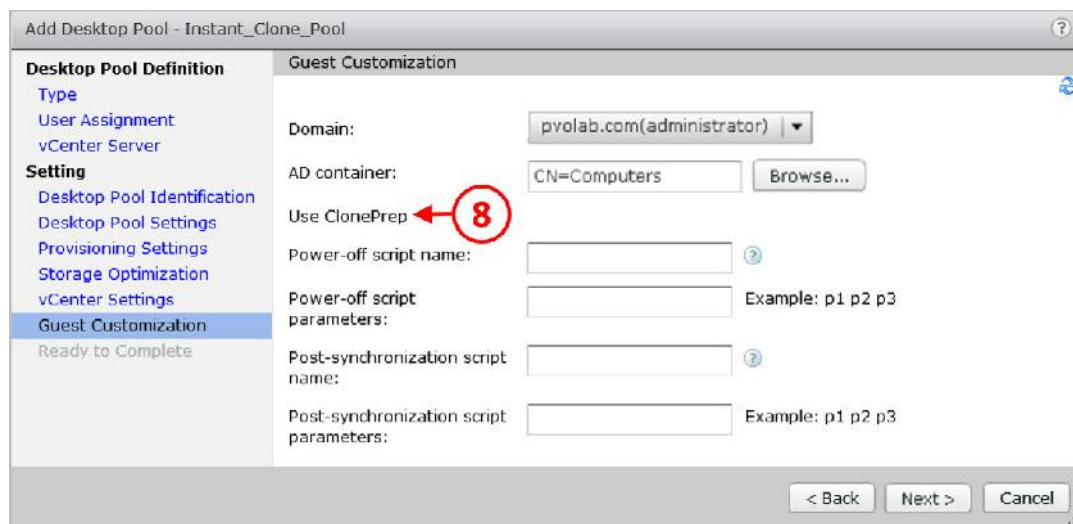 Add Desktop Pool - Instant_Clone_Pool
?
Desktop Pool Definition
Type
User Assignment
vCenter Server
Setting
Desktop Pool Identification
Desktop Pool Settings
Provisioning Settings
Storage Optimization
vCenter Settings
Guest Customization
Ready to Complete
Guest Customization
Domain:
pvolab.com(administrator)
AD container:
CN=Computers
Browse...
Use ClonePrep
8
Power-off script name:
?
Power-off script
parameters:
Example: p1 p2 p3
Post-synchronization script
name:
?
Post-synchronization script
parameters:
Example: p1 p2 p3
< Back
Next >
Cancel